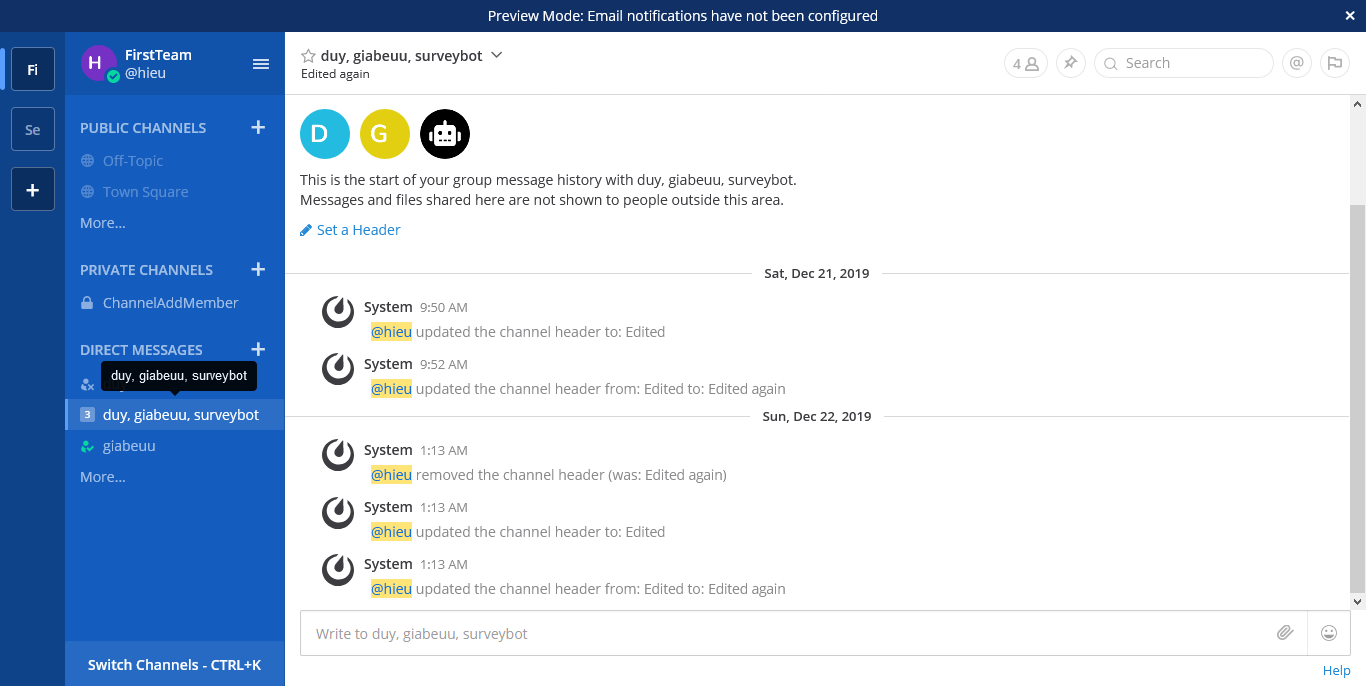 Preview Mode: Email notifications have not been configured
×
Fi
Se
+
H
FirstTeam
@hieu
PUBLIC CHANNELS +
Off-Topic
Town Square
More...
PRIVATE CHANNELS +
ChannelAddMember
DIRECT MESSAGES +
duy, giabeuu, surveybot
3 duy, giabeuu, surveybot
giabeuu
More...
Switch Channels - CTRL+K
duy, giabeuu, surveybot
Edited again
4
Search
@
D G
This is the start of your group message history with duy, giabeuu, surveybot.
Messages and files shared here are not shown to people outside this area.
Set a Header
Sat, Dec 21, 2019
System 9:50 AM
@hieu updated the channel header to: Edited
System 9:52 AM
@hieu updated the channel header from: Edited to: Edited again
Sun, Dec 22, 2019
System 1:13 AM
@hieu removed the channel header (was: Edited again)
System 1:13 AM
@hieu updated the channel header to: Edited
System 1:13 AM
@hieu updated the channel header from: Edited to: Edited again
Write to duy, giabeuu, surveybot
Help